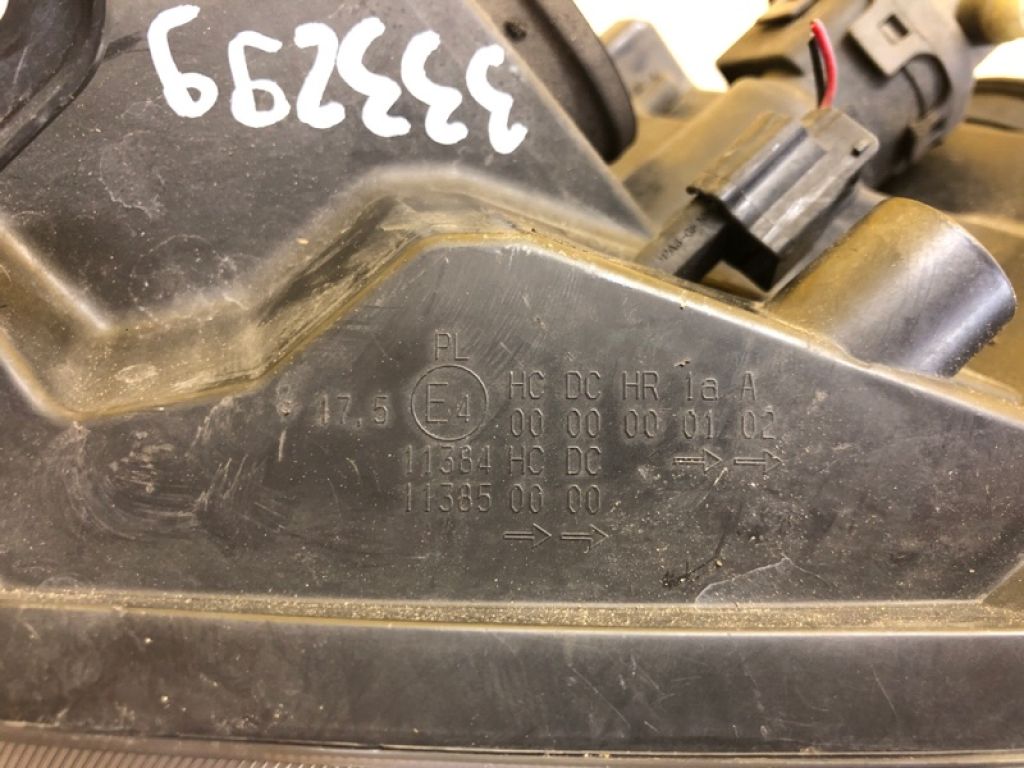 333299
PL
17,5 E4 HC DC HR 1a A
00 00 00 01 02
11384 HC DC → →
11385 00 00
→ →